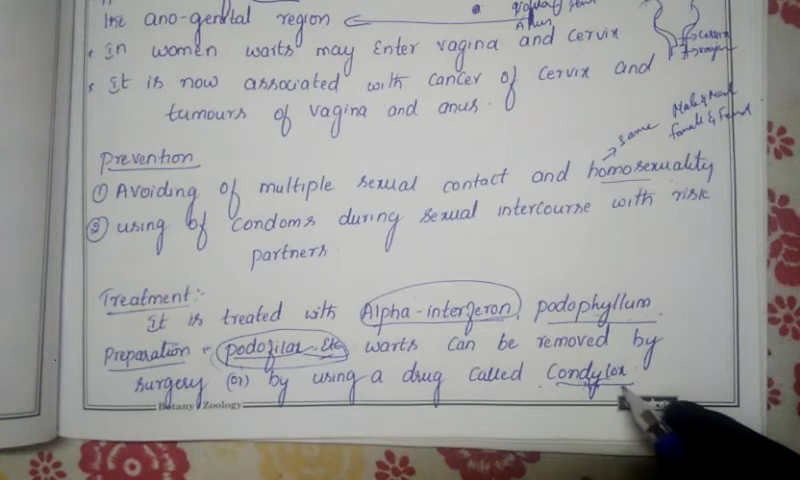 the ano-genital region
Anus
• In women warts may enter vagina and cervix
cervix
vagina
• It is now associated with cancer of cervix and
tumours of vagina and anus.
same
Male & Male
female & Femal
Prevention
① Avoiding of multiple sexual contact and homosexuality
② using of condoms during sexual intercourse with risk
partners
Treatment:-
It is treated with Alpha-interferon, podophyllum
Preparation, podofilox Etc warts can be removed by
surgery (or) by using a drug called Condylox
Botany Zoology